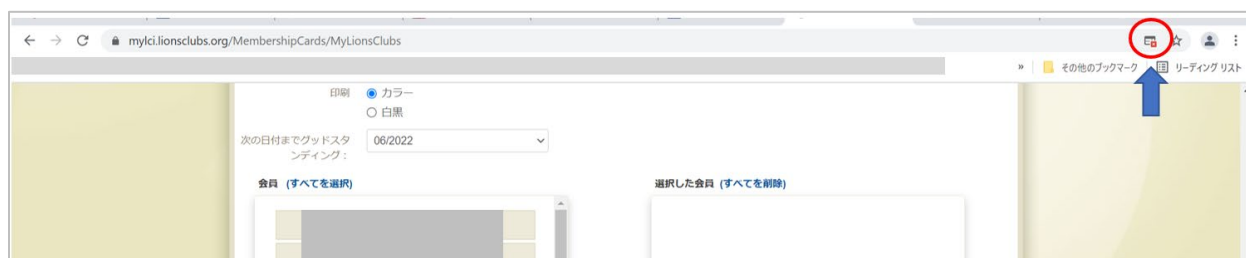 mylci.lionsclubs.org/MembershipCards/MyLionsClubs
» その他のブックマーク リーディング リスト
印刷 カラー
白黒
次の日付までグッドスタ 06/2022
ンディング：
会員 (すべてを選択) 選択した会員 (すべてを削除)